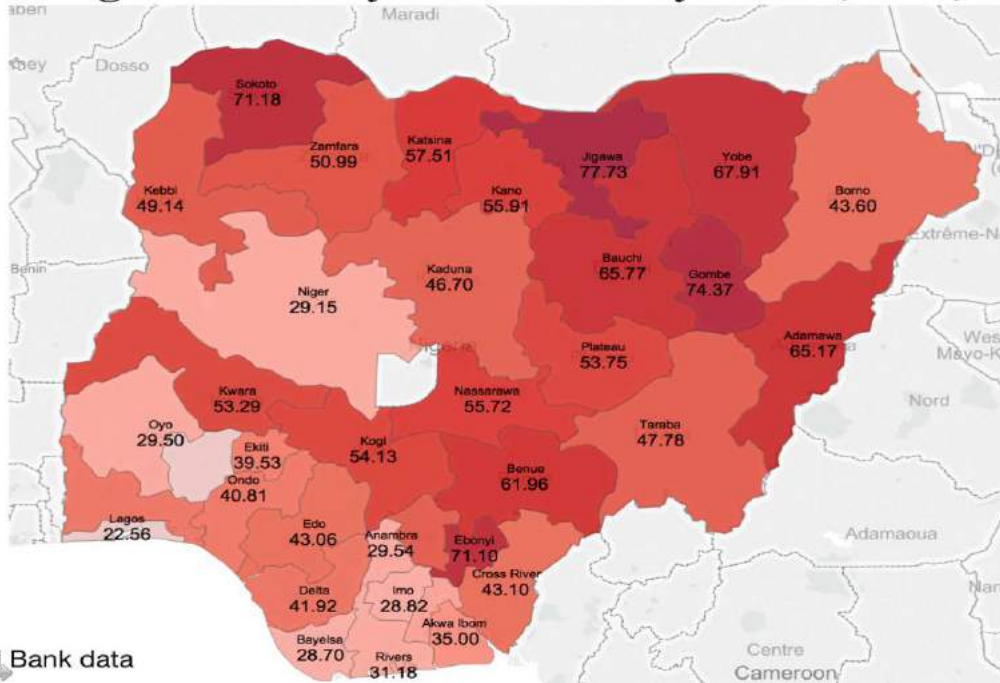 Maradi
Dosso
Sokoto
71.18
Katsina
57.51
Zamfara
50.99
Jigawa
77.73
Yobe
67.91
Kebbi
49.14
Kano
55.91
Borno
43.60
Extrême-N
Benin
Kaduna
46.70
Bauchi
65.77
Gombe
74.37
Niger
29.15
Plateau
53.75
Adamawa
65.17
Wes
Mayo-K
Kwara
53.29
Nassarawa
55.72
Nord
Oyo
29.50
Kogi
54.13
Taraba
47.78
Ekiti
39.53
Benue
61.96
Ondo
40.81
Lagos
22.56
Edo
43.06
Anambra
29.54
Ebonyi
71.10
Adamaoua
Cross River
43.10
Delta
41.92
Imo
28.82
Akwa Ibom
35.00
Bayelsa
28.70
Rivers
31.18
Bank data
Centre
Cameroon